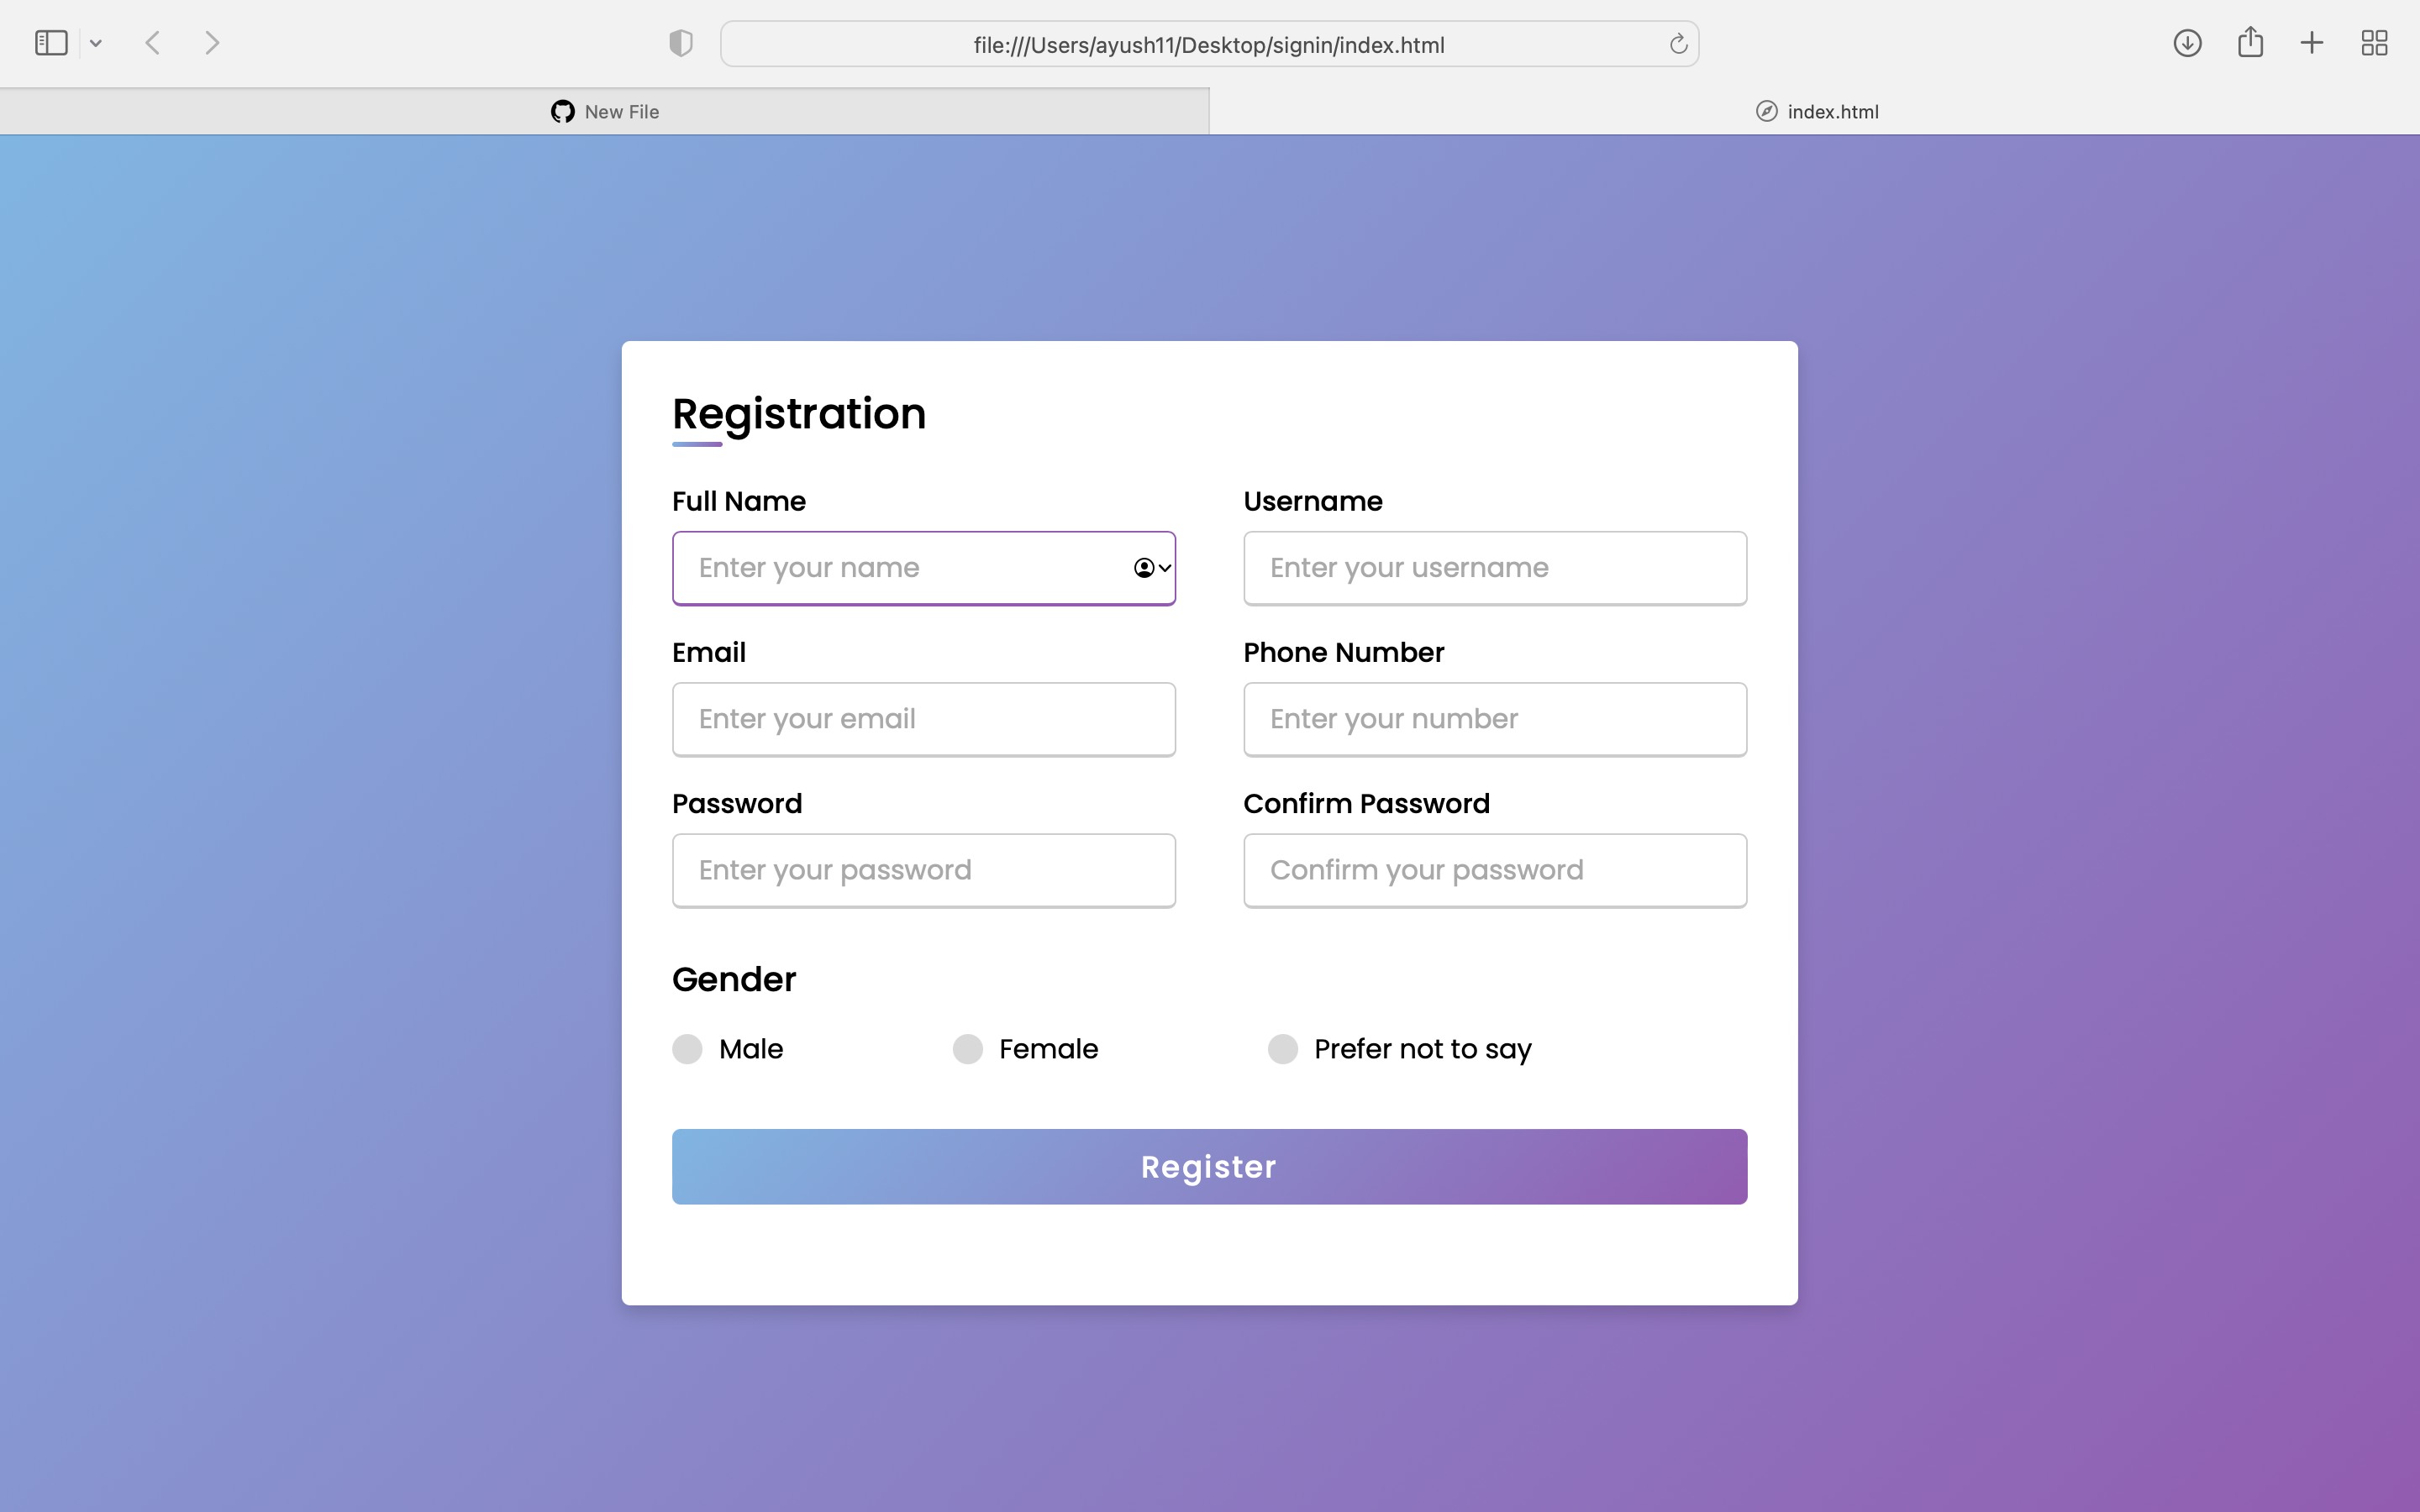 file:///Users/ayush11/Desktop/signin/index.html
New File
index.html
Registration
Full Name
Username
Enter your name
Enter your username
Email
Phone Number
Enter your email
Enter your number
Password
Confirm Password
Enter your password
Confirm your password
Gender
Male
Female
Prefer not to say
Register